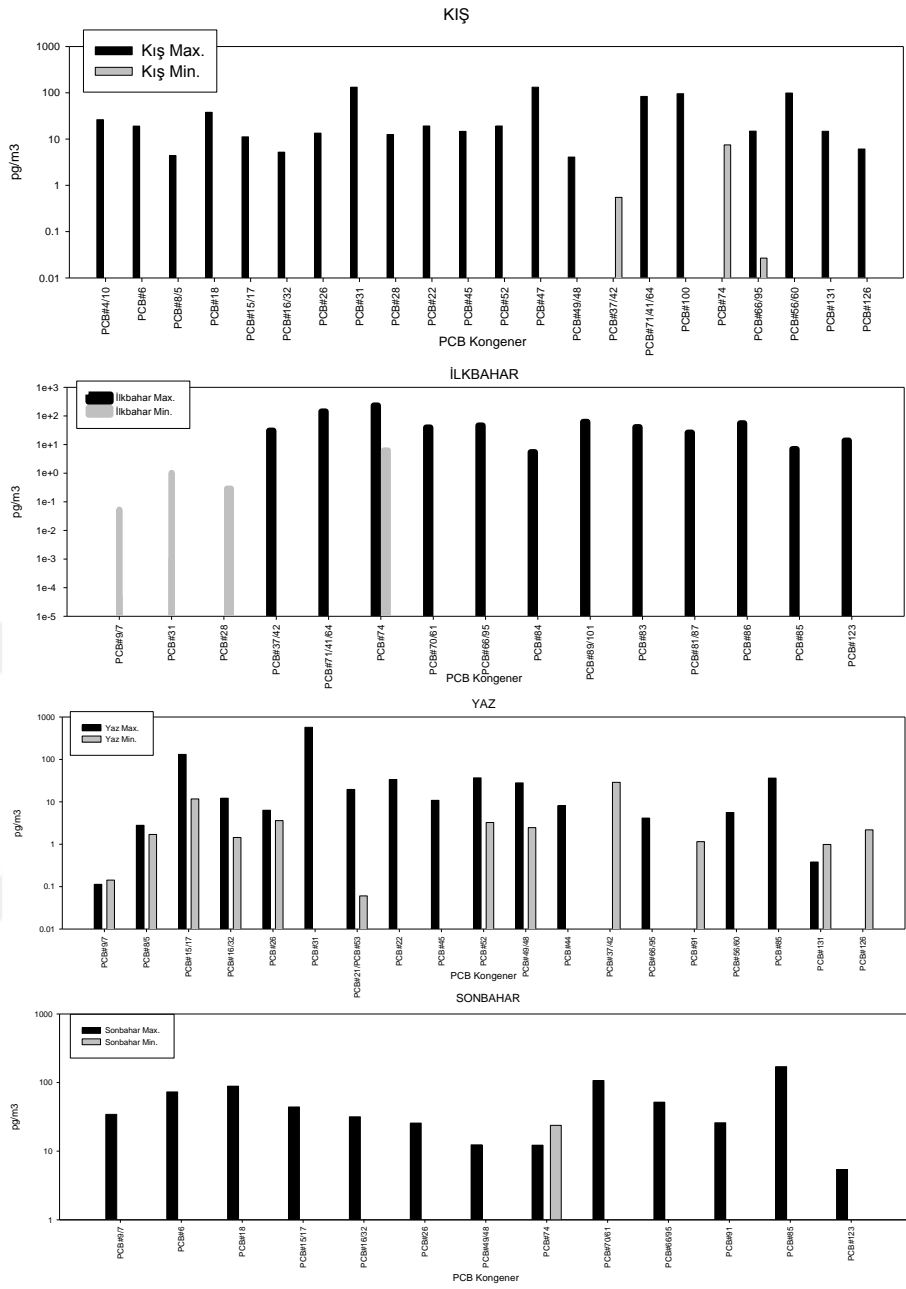 KIŞ
Kış Max.
Kış Min.
1000
100
10
1
0.1
0.01
pg/m3
PCB#4/10
PCB#6
PCB#8/5
PCB#18
PCB#15/17
PCB#16/32
PCB#26
PCB#31
PCB#28
PCB#22
PCB#45
PCB#52
PCB#47
PCB#49/48
PCB#37/42
PCB#71/41/64
PCB#100
PCB#74
PCB#66/95
PCB#56/60
PCB#131
PCB#126
PCB Kongener
İLKBAHAR
İlkbahar Max.
İlkbahar Min.
1e+3
1e+2
1e+1
1e+0
1e-1
1e-2
1e-3
1e-4
1e-5
pg/m3
PCB#9/7
PCB#31
PCB#28
PCB#37/42
PCB#71/41/64
PCB#74
PCB#70/61
PCB#66/95
PCB#84
PCB#89/101
PCB#83
PCB#81/87
PCB#86
PCB#85
PCB#123
PCB Kongener
YAZ
Yaz Max.
Yaz Min.
1000
100
10
1
0.1
0.01
pg/m3
PCB#9/7
PCB#8/5
PCB#15/17
PCB#16/32
PCB#26
PCB#31
PCB#21/PCB#53
PCB#22
PCB#45
PCB#52
PCB#49/48
PCB#44
PCB#37/42
PCB#66/95
PCB#91
PCB#56/60
PCB#85
PCB#131
PCB#126
PCB Kongener
SONBAHAR
Sonbahar Max.
Sonbahar Min.
1000
100
10
1
pg/m3
PCB#9/7
PCB#6
PCB#18
PCB#15/17
PCB#16/32
PCB#26
PCB#49/48
PCB#74
PCB#70/61
PCB#66/95
PCB#91
PCB#85
PCB#123
PCB Kongener